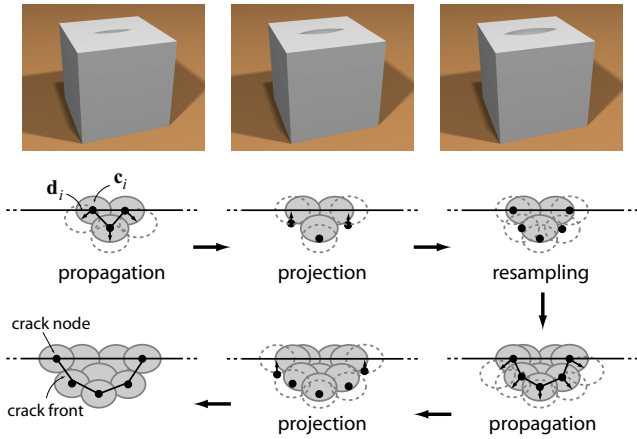 d_i c_i
propagation
projection
resampling
crack node
crack front
projection
propagation